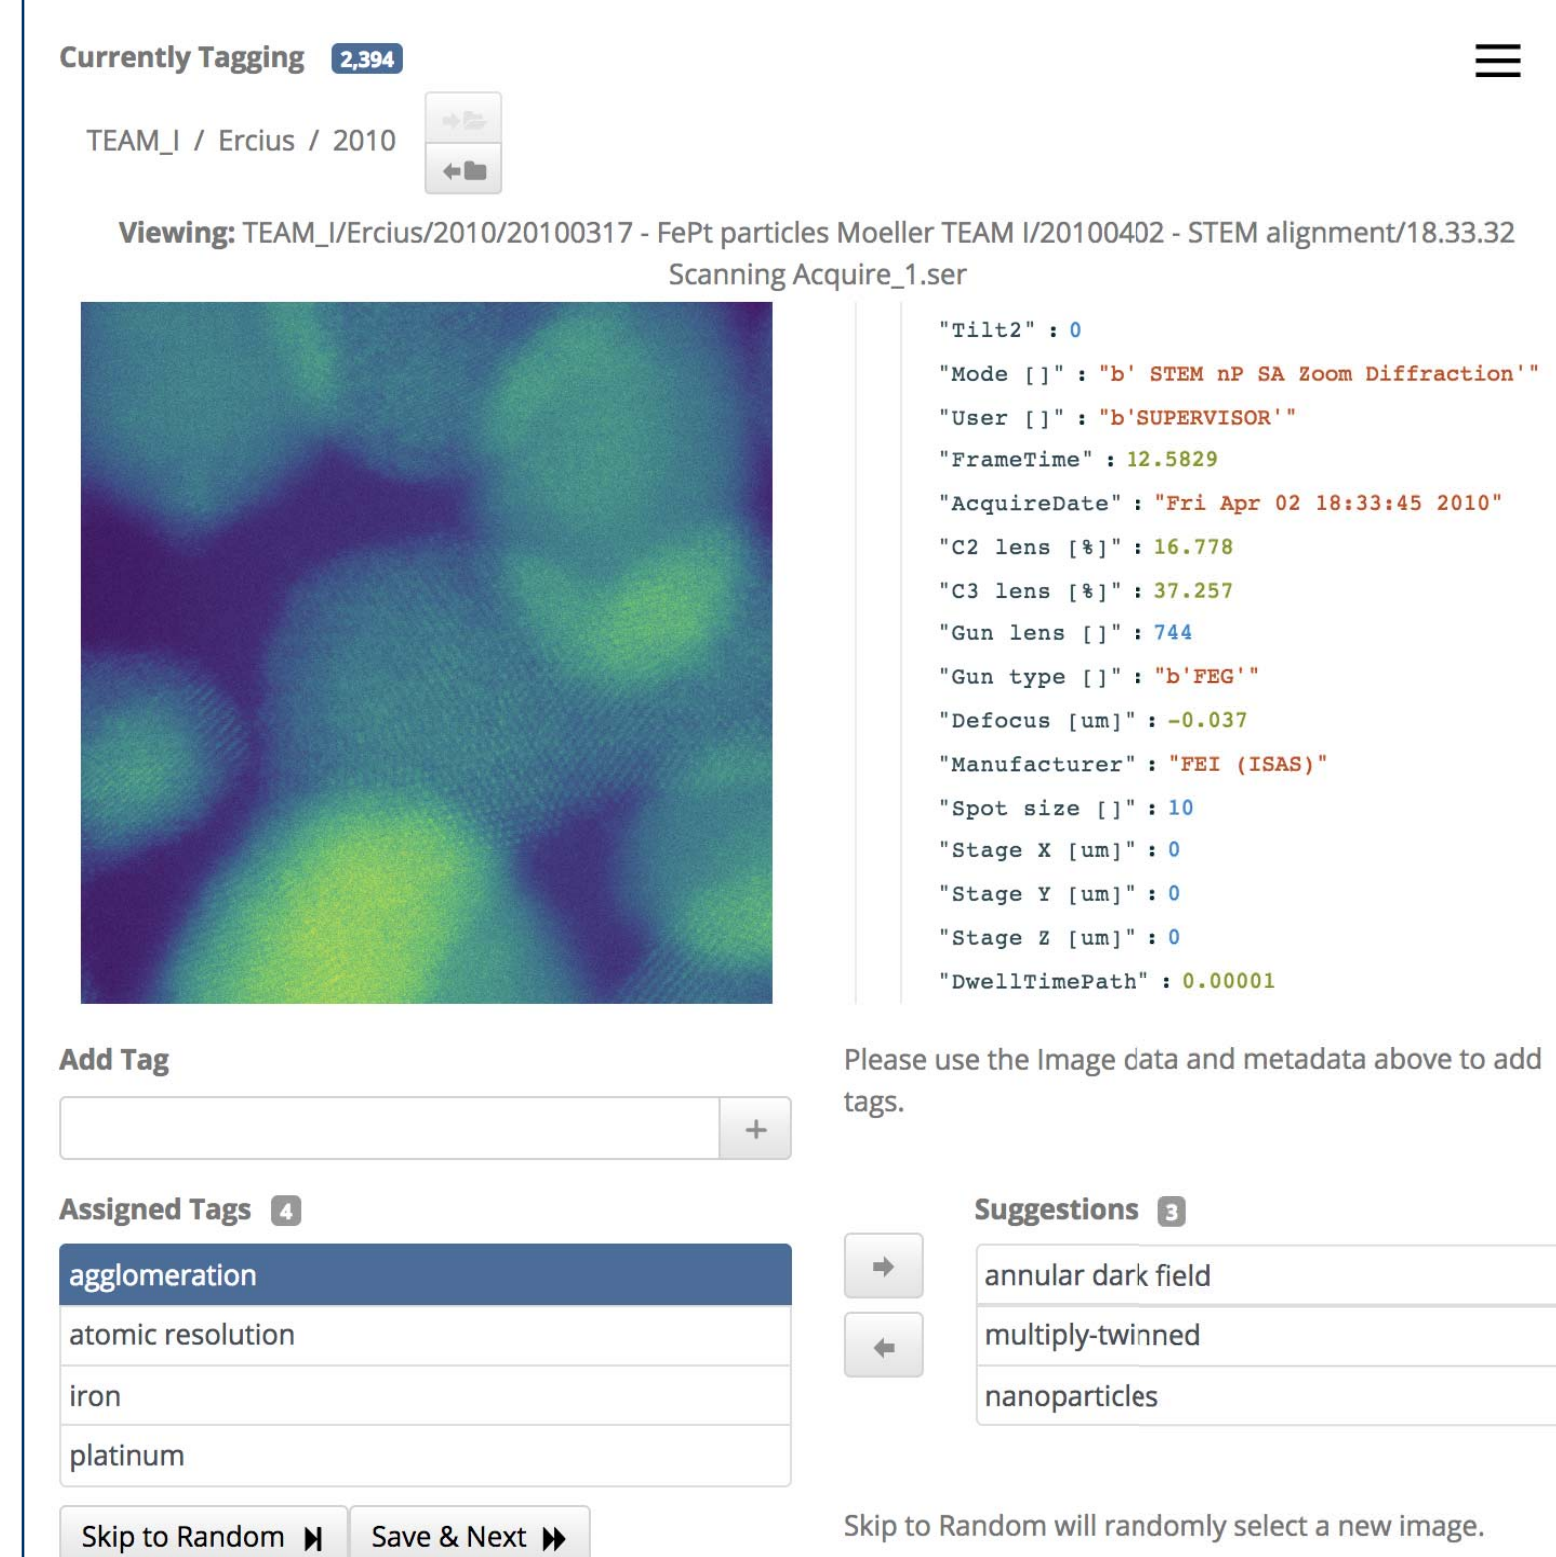 Currently Tagging 2,394
TEAM_I / Ercius / 2010
Viewing: TEAM_I/Ercius/2010/20100317 - FePt particles Moeller TEAM I/20100402 - STEM alignment/18.33.32
Scanning Acquire_1.ser
"Tilt2" : 0
"Mode []" : "b' STEM nP SA Zoom Diffraction'"
"User []" : "b'SUPERVISOR'"
"FrameTime" : 12.5829
"AcquireDate" : "Fri Apr 02 18:33:45 2010"
"C2 lens [%]" : 16.778
"C3 lens [%]" : 37.257
"Gun lens []" : 744
"Gun type []" : "b'FEG'"
"Defocus [um]" : -0.037
"Manufacturer" : "FEI (ISAS)"
"Spot size []" : 10
"Stage X [um]" : 0
"Stage Y [um]" : 0
"Stage Z [um]" : 0
"DwellTimePath" : 0.00001
Add Tag
+
Please use the Image data and metadata above to add
tags.
Assigned Tags 4
agglomeration
atomic resolution
iron
platinum
Suggestions 3
annular dark field
multiply-twinned
nanoparticles
Skip to Random
Save & Next
Skip to Random will randomly select a new image.